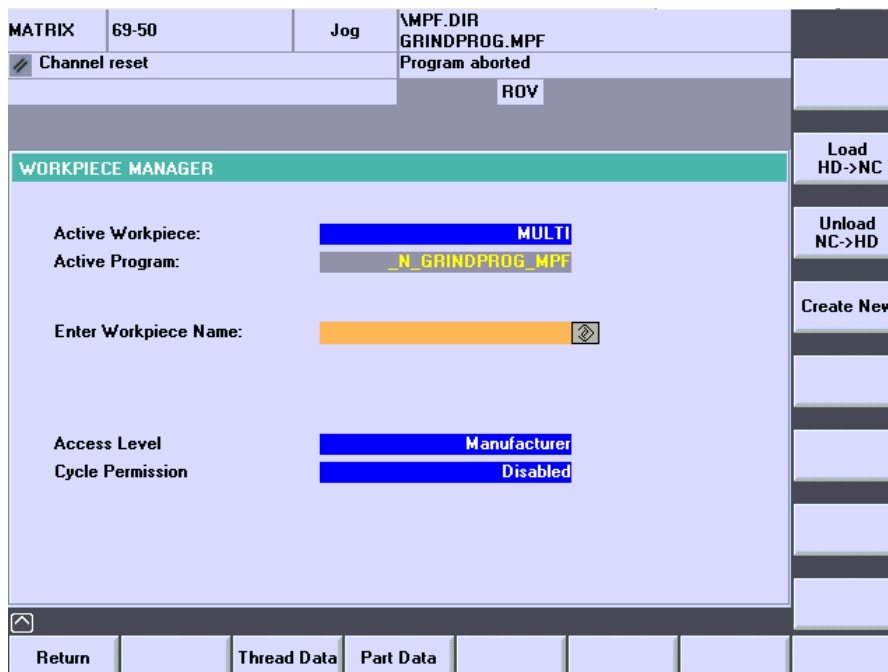 MATRIX 69-50 Jog \MPF.DIR
GRINDPROG.MPF
Channel reset Program aborted
ROV
WORKPIECE MANAGER
Load
HD->NC
Active Workpiece: MULTI
Unload
NC->HD
Active Program: _N_GRINDPROG_MPF
Create New
Enter Workpiece Name:
Access Level Manufacturer
Cycle Permission Disabled
Return Thread Data Part Data